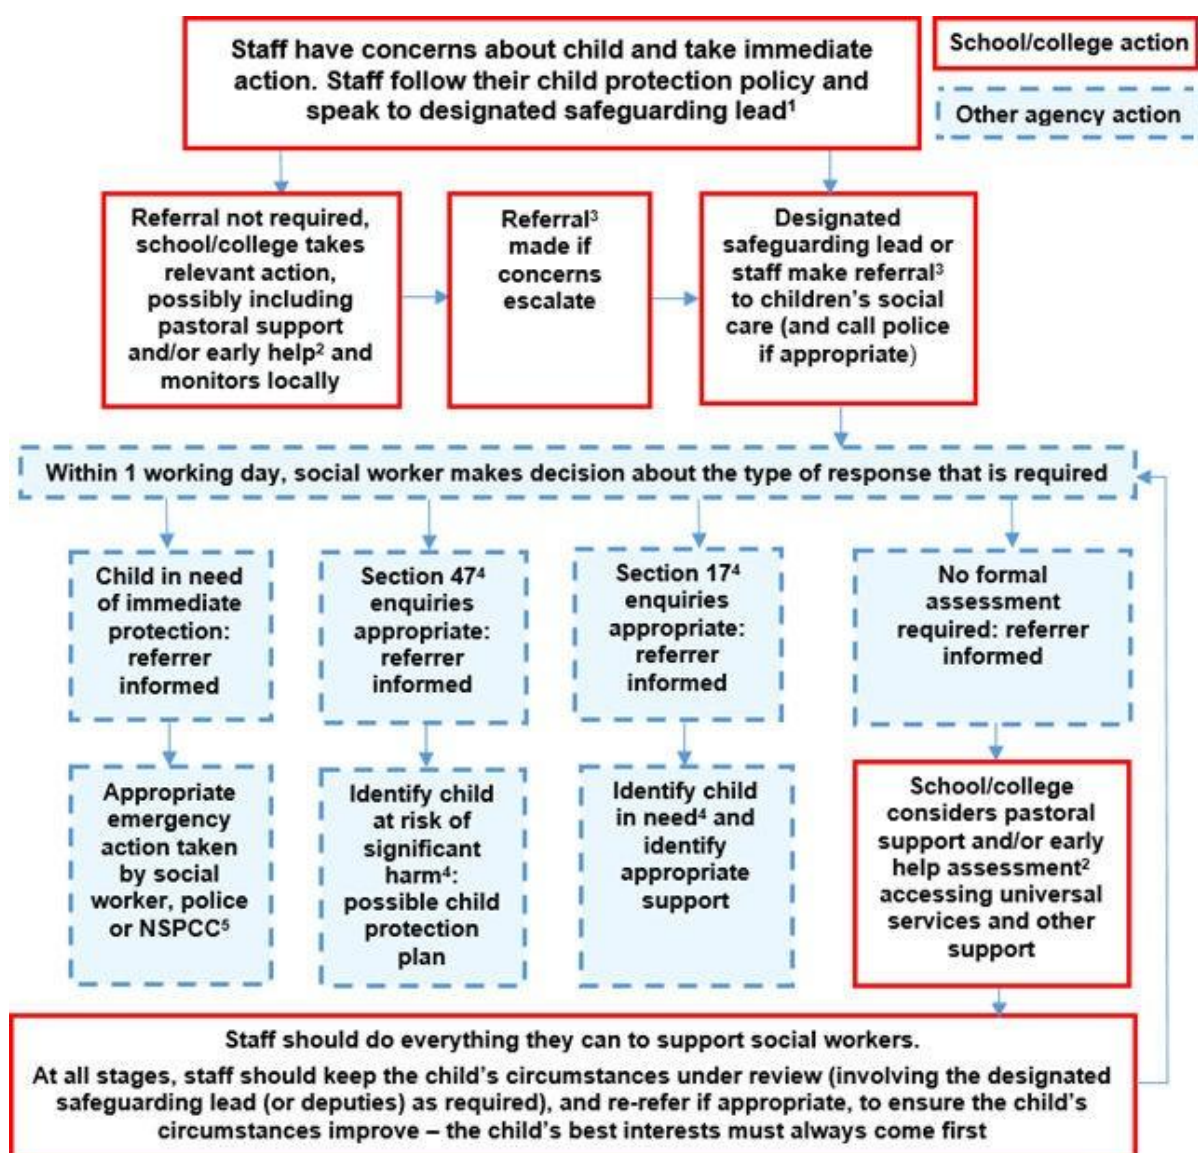 Staff have concerns about child and take immediate
action. Staff follow their child protection policy and
speak to designated safeguarding lead¹
School/college action
Other agency action
Referral not required,
school/college takes
relevant action,
possibly including
pastoral support
and/or early help² and
monitors locally
Referral³
made if
concerns
escalate
Designated
safeguarding lead or
staff make referral³
to children's social
care (and call police
if appropriate)
Within 1 working day, social worker makes decision about the type of response that is required
Child in need
of immediate
protection:
referrer
informed
Section 47⁴
enquiries
appropriate:
referrer
informed
Section 17⁴
enquiries
appropriate:
referrer
informed
No formal
assessment
required: referrer
informed
Appropriate
emergency
action taken
by social
worker, police
or NSPCC⁵
Identify child
at risk of
significant
harm⁴:
possible child
protection
plan
Identify child
in need⁴ and
identify
appropriate
support
School/college
considers pastoral
support and/or early
help assessment²
accessing universal
services and other
support
Staff should do everything they can to support social workers.
At all stages, staff should keep the child's circumstances under review (involving the designated
safeguarding lead (or deputies) as required), and re-refer if appropriate, to ensure the child's
circumstances improve – the child's best interests must always come first